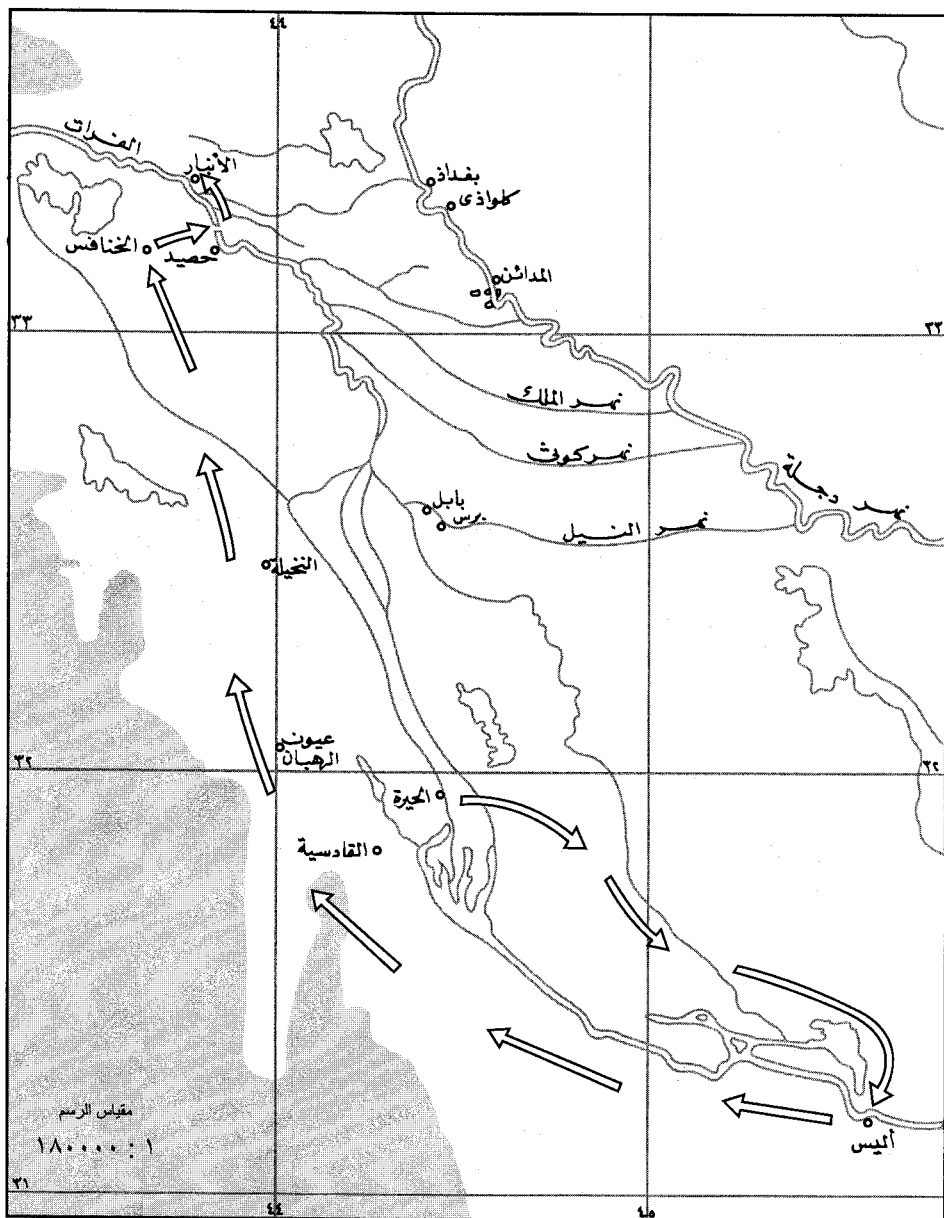 ٤٤
الفرات
الأنبار
بغداذ
كلواذى
الخنافس
حصيد
المدائن
٣٣
٣٣
نهر الملك
نهر كوثى
نهر دجلة
بابل
برس
نهر النيل
النخيلة
عيون
الرهبان
٣٢
٣٢
الحيرة
القادسية
مقياس الرسم
١ : ١٨٠٠٠٠٠
أليس
٣١
٤٤
٤٥